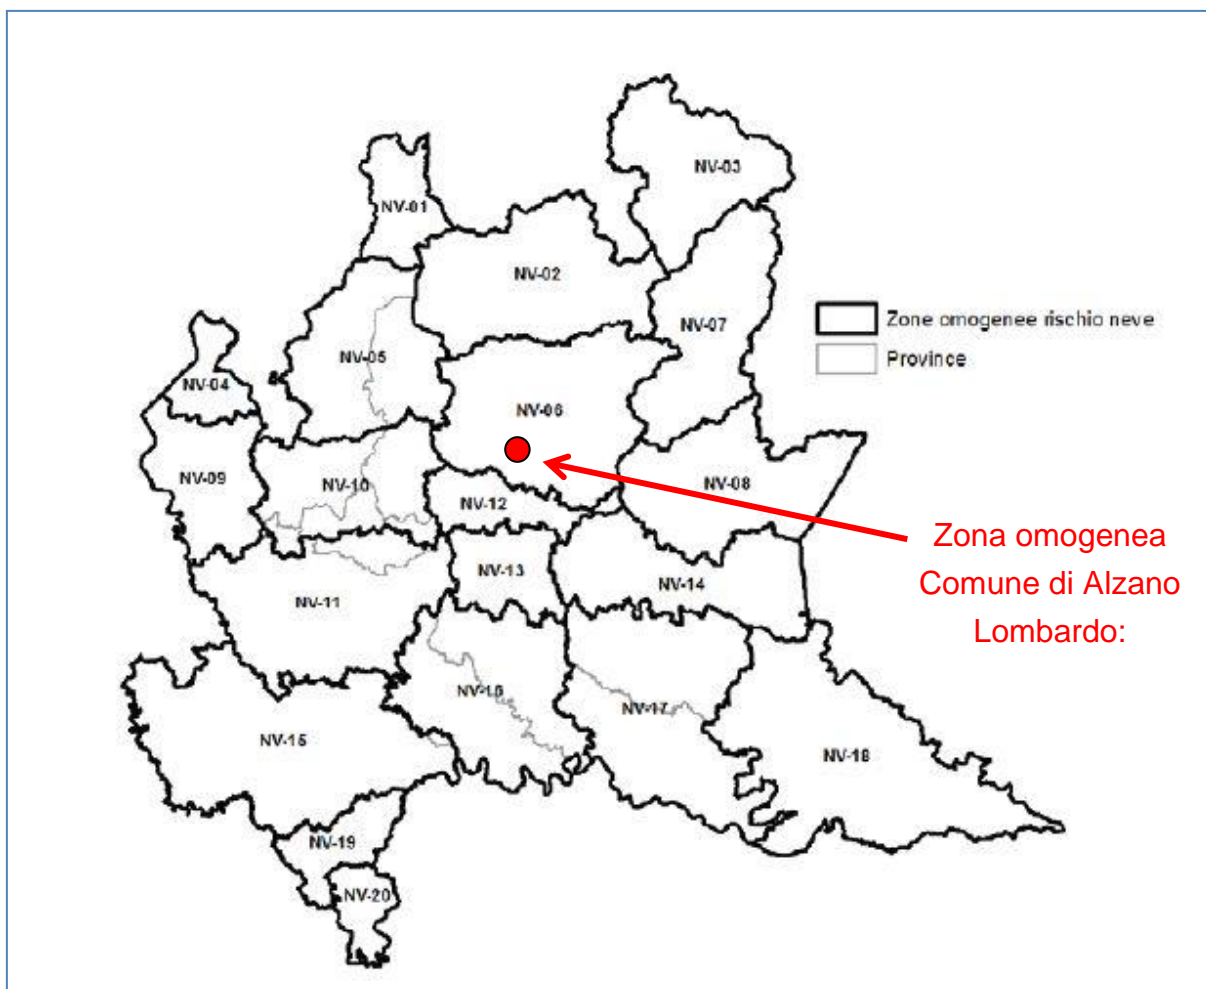 NV-03
NV-01
NV-02
NV-07
Zone omogenee rischio neve
Province
NV-05
NV-04
NV-06
NV-09
NV-10
NV-08
NV-12
Zona omogenea
Comune di Alzano
Lombardo:
NV-13
NV-14
NV-11
NV-16
NV-17
NV-15
NV-18
NV-19
NV-20